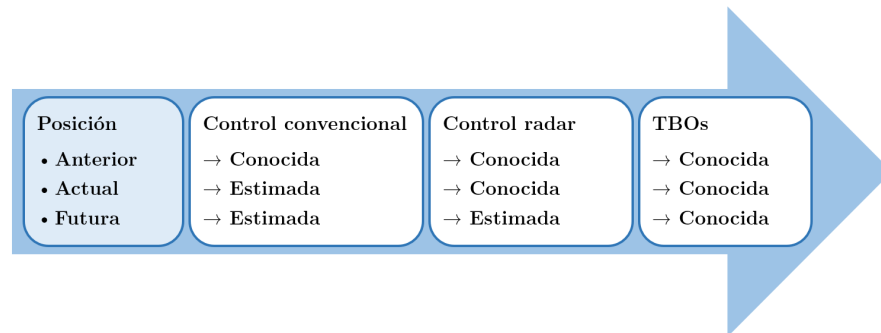 Posición
• Anterior
• Actual
• Futura
Control convencional
→ Conocida
→ Estimada
→ Estimada
Control radar
→ Conocida
→ Conocida
→ Estimada
TBOs
→ Conocida
→ Conocida
→ Conocida